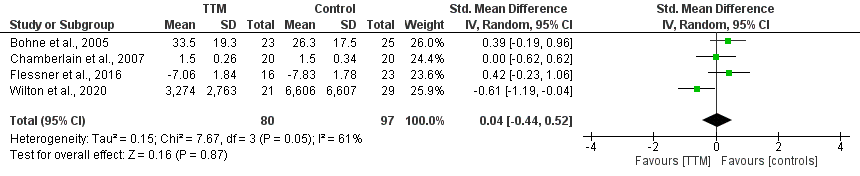 TTM Control Std. Mean Difference Std. Mean Difference
Study or Subgroup Mean SD Total Mean SD Total Weight IV, Random, 95% CI IV, Random, 95% CI
Bohne et al., 2005 33.5 19.3 23 26.3 17.5 25 26.0% 0.39 [-0.19, 0.96]
Chamberlain et al., 2007 1.5 0.26 20 1.5 0.34 20 24.4% 0.00 [-0.62, 0.62]
Flessner et al., 2016 -7.06 1.84 16 -7.83 1.78 23 23.6% 0.42 [-0.23, 1.06]
Wilton et al., 2020 3,274 2,763 21 6,606 6,607 29 25.9% -0.61 [-1.19, -0.04]
Total (95% CI) 80 97 100.0% 0.04 [-0.44, 0.52]
Heterogeneity: Tau² = 0.15; Chi² = 7.67, df = 3 (P = 0.05); I² = 61%
Test for overall effect: Z = 0.16 (P = 0.87)
-4 -2 0 2 4
Favours [TTM] Favours [controls]